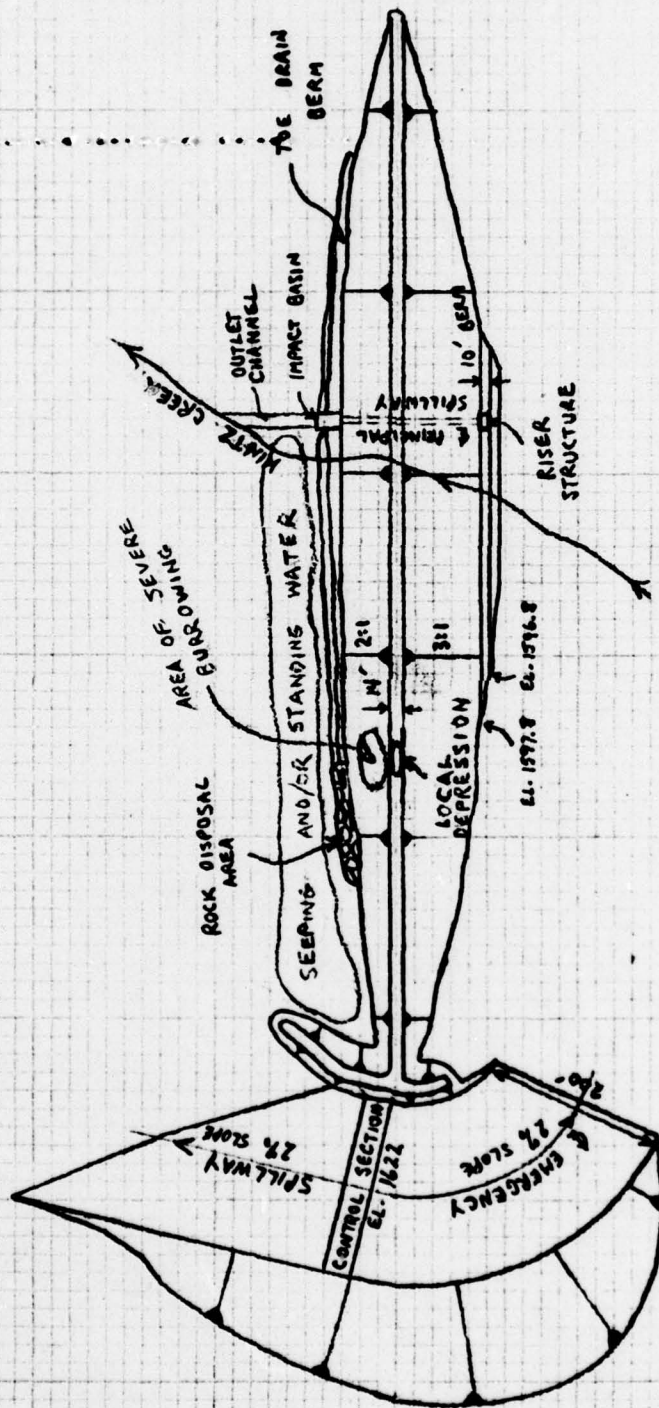 TOE DRAIN
BERM
OUTLET
CHANNEL
IMPACT BASIN
KINTZ CREEK
AREA OF SEVERE
BURROWING
SEEPING AND/OR STANDING WATER
ROCK DISPOSAL
AREA
℄ PRINCIPAL
SPILLWAY
10' BERM
RISER
STRUCTURE
2:1
3:1
14'
LOCAL
DEPRESSION
EL. 1597.8
EL. 1596.8
SPILLWAY
2% SLOPE
CONTROL SECTION
EL. 1622
℄ EMERGENCY
2% SLOPE
200'